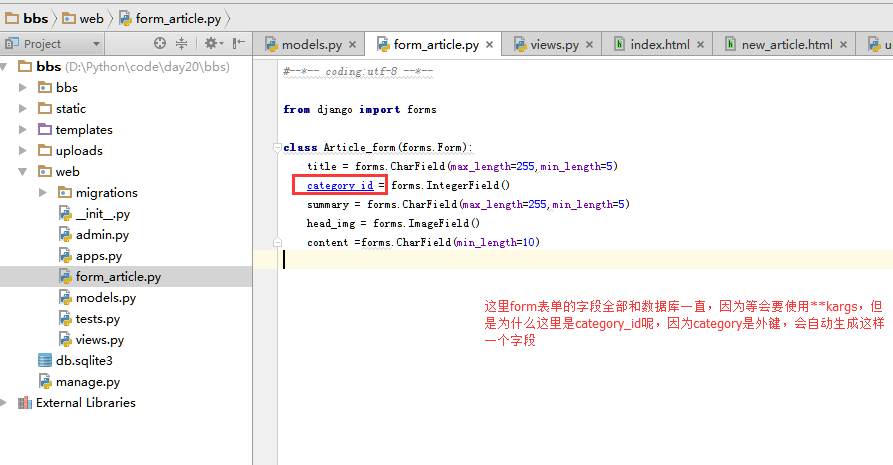 bbs web form_article.py
Project
models.py form_article.py views.py index.html new_article.html u
bbs (D:\Python\code\day20\bbs)
bbs
static
templates
uploads
web
migrations
__init__.py
admin.py
apps.py
form_article.py
models.py
tests.py
views.py
db.sqlite3
manage.py
External Libraries
#--*-- coding:utf-8 --*--
from django import forms
class Article_form(forms.Form):
title = forms.CharField(max_length=255,min_length=5)
category_id = forms.IntegerField()
summary = forms.CharField(max_length=255,min_length=5)
head_img = forms.ImageField()
content =forms.CharField(min_length=10)
这里form表单的字段全部和数据库一直，因为等会要使用**kargs，但
是为什么这里是category_id呢，因为category是外键，会自动生成这样
一个字段